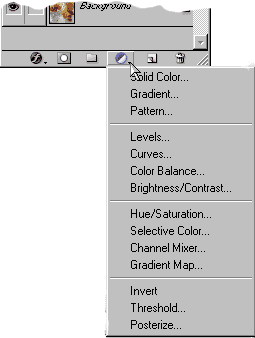 Background
Solid Color...
Gradient...
Pattern...
Levels...
Curves...
Color Balance...
Brightness/Contrast...
Hue/Saturation...
Selective Color...
Channel Mixer...
Gradient Map...
Invert
Threshold...
Posterize...